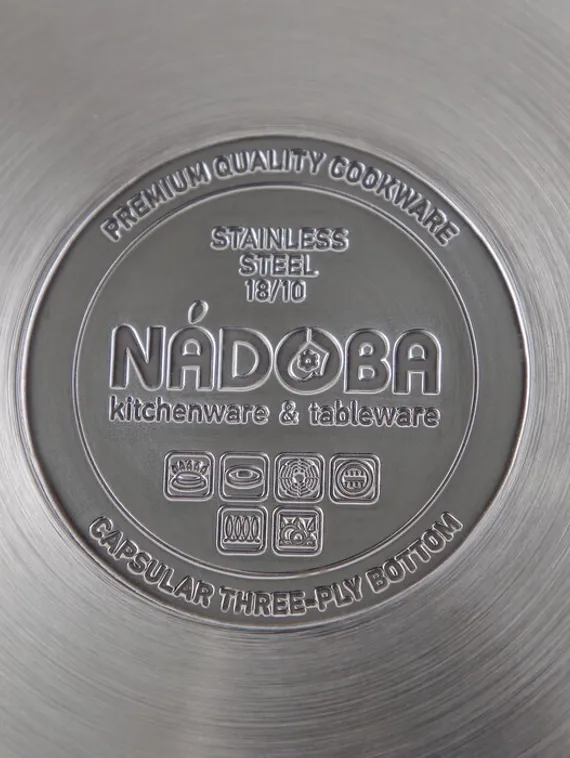 PREMIUM QUALITY COOKWARE
STAINLESS
STEEL
18/10
NÁDOBA
kitchenware & tableware
CAPSULAR THREE-PLY BOTTOM